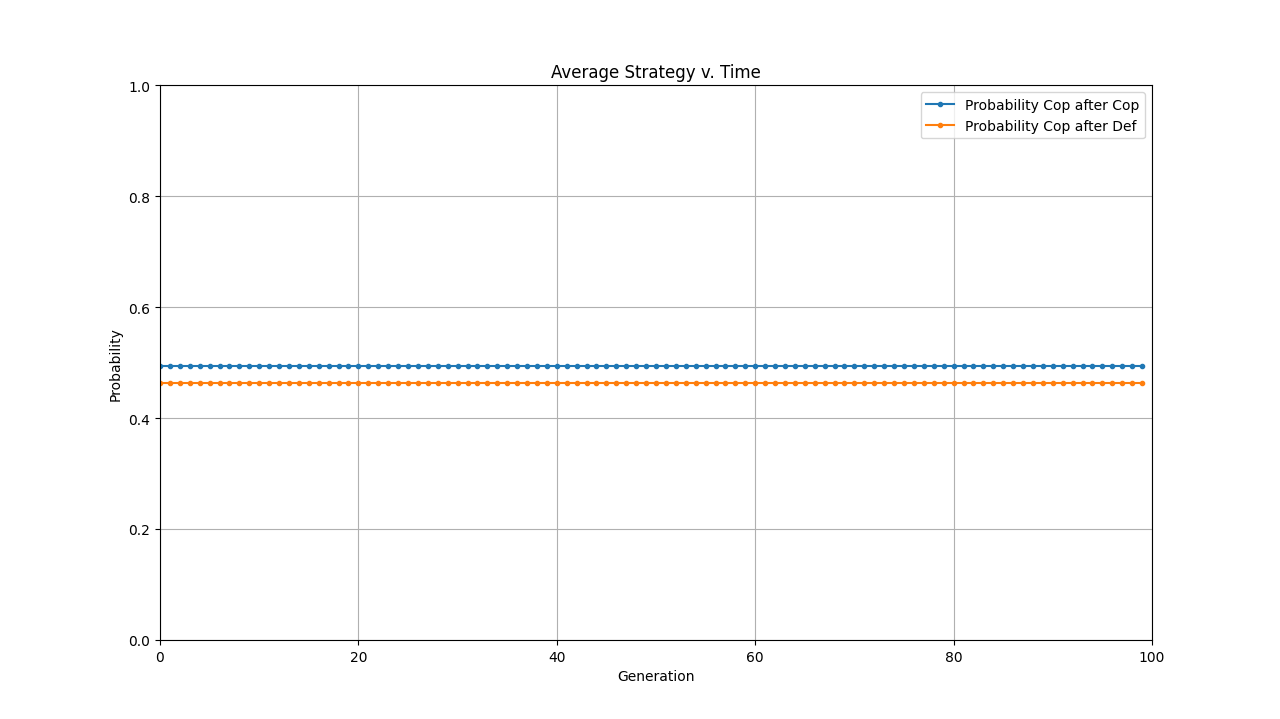 Average Strategy v. Time
Probability Cop after Cop
Probability Cop after Def
1.0
0.8
0.6
0.4
0.2
0.0
Probability
0 20 40 60 80 100
Generation